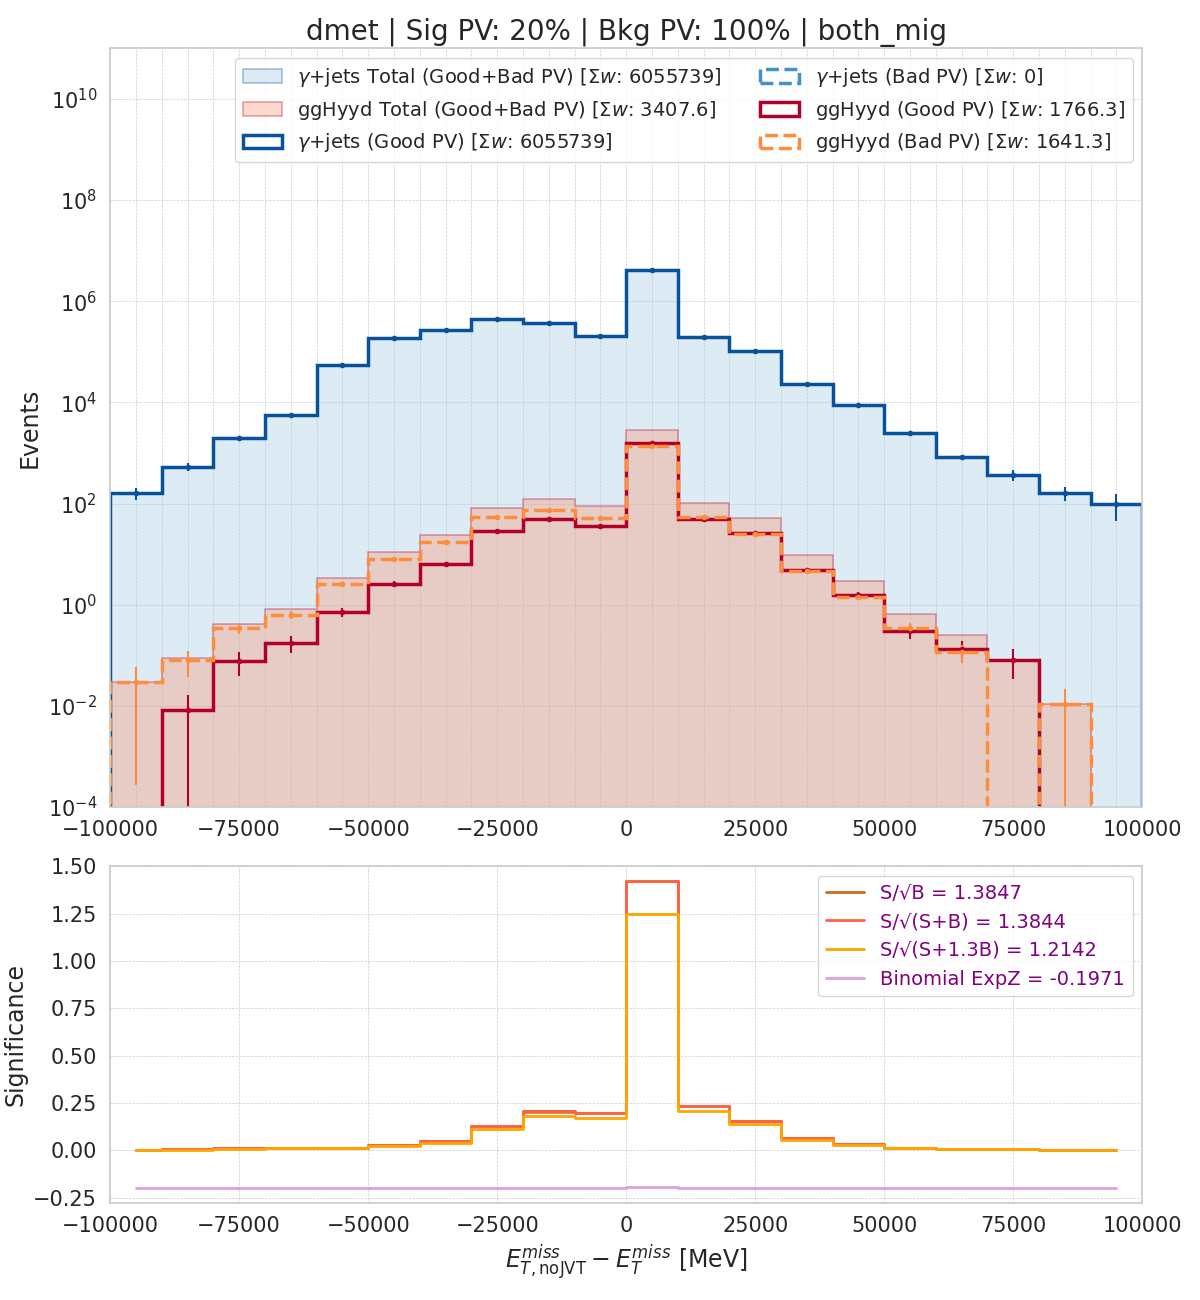 dmet | Sig PV: 20% | Bkg PV: 100% | both_mig
γ+jets Total (Good+Bad PV) [Σw: 6055739]
ggHyyd Total (Good+Bad PV) [Σw: 3407.6]
γ+jets (Good PV) [Σw: 6055739]
γ+jets (Bad PV) [Σw: 0]
ggHyyd (Good PV) [Σw: 1766.3]
ggHyyd (Bad PV) [Σw: 1641.3]
Events
10^10
10^8
10^6
10^4
10^2
10^0
10^−2
10^−4
−100000 −75000 −50000 −25000 0 25000 50000 75000 100000
S/√B = 1.3847
S/√(S+B) = 1.3844
S/√(S+1.3B) = 1.2142
Binomial ExpZ = -0.1971
Significance
1.50
1.25
1.00
0.75
0.50
0.25
0.00
−0.25
−100000 −75000 −50000 −25000 0 25000 50000 75000 100000
E_{T,noJVT}^{miss} − E_T^{miss} [MeV]